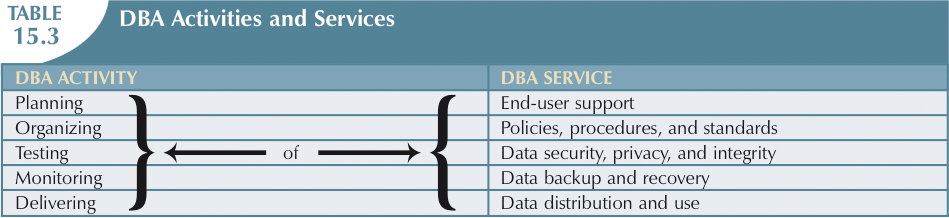 TABLE 15.3
DBA Activities and Services
DBA ACTIVITY DBA SERVICE
Planning End-user support
Organizing Policies, procedures, and standards
Testing of Data security, privacy, and integrity
Monitoring Data backup and recovery
Delivering Data distribution and use